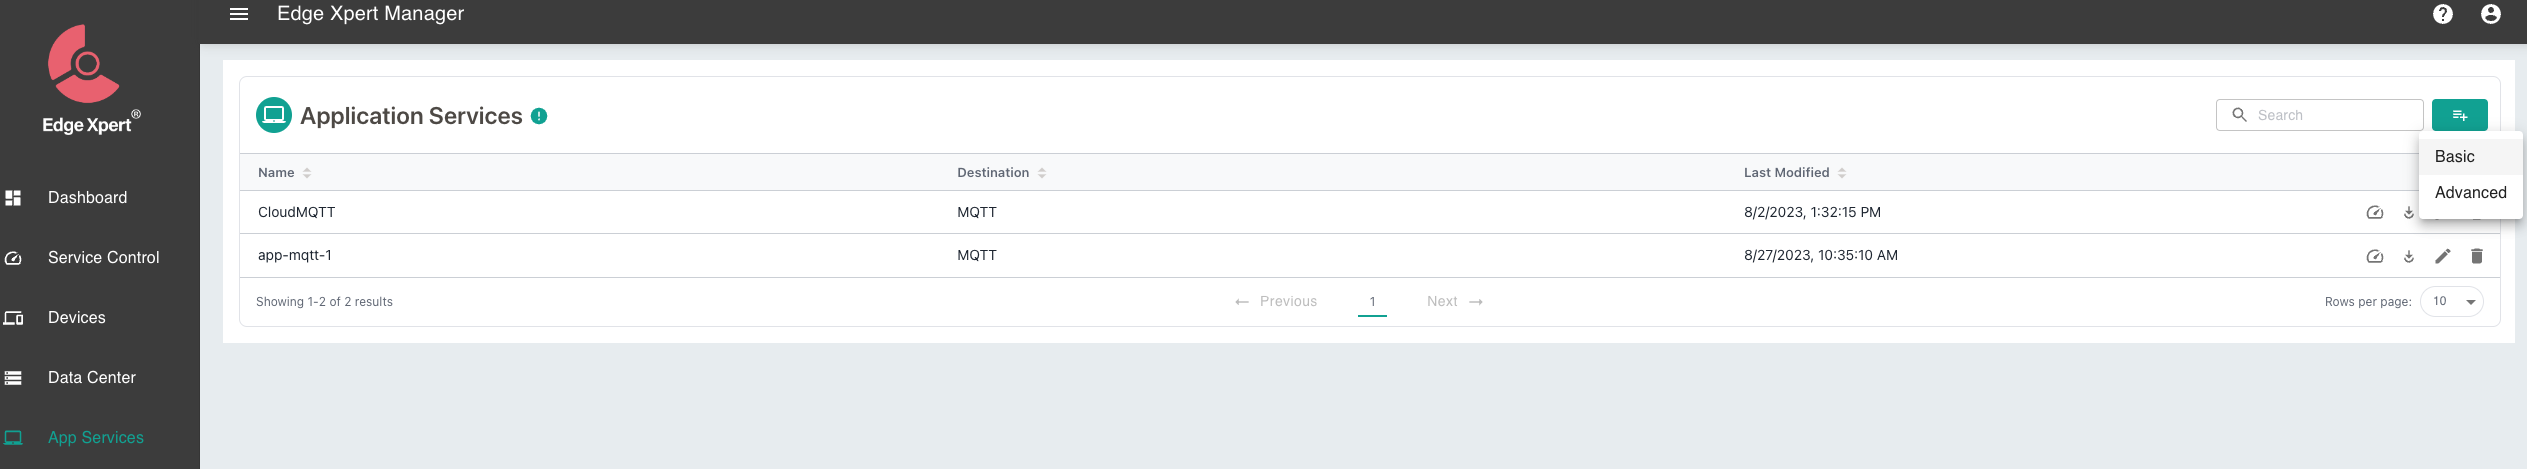 Edge Xpert Manager
Edge Xpert®
Dashboard
Service Control
Devices
Data Center
App Services
Application Services
Search
Basic
Advanced
Name Destination Last Modified
CloudMQTT MQTT 8/2/2023, 1:32:15 PM
app-mqtt-1 MQTT 8/27/2023, 10:35:10 AM
Showing 1-2 of 2 results ← Previous 1 Next → Rows per page: 10